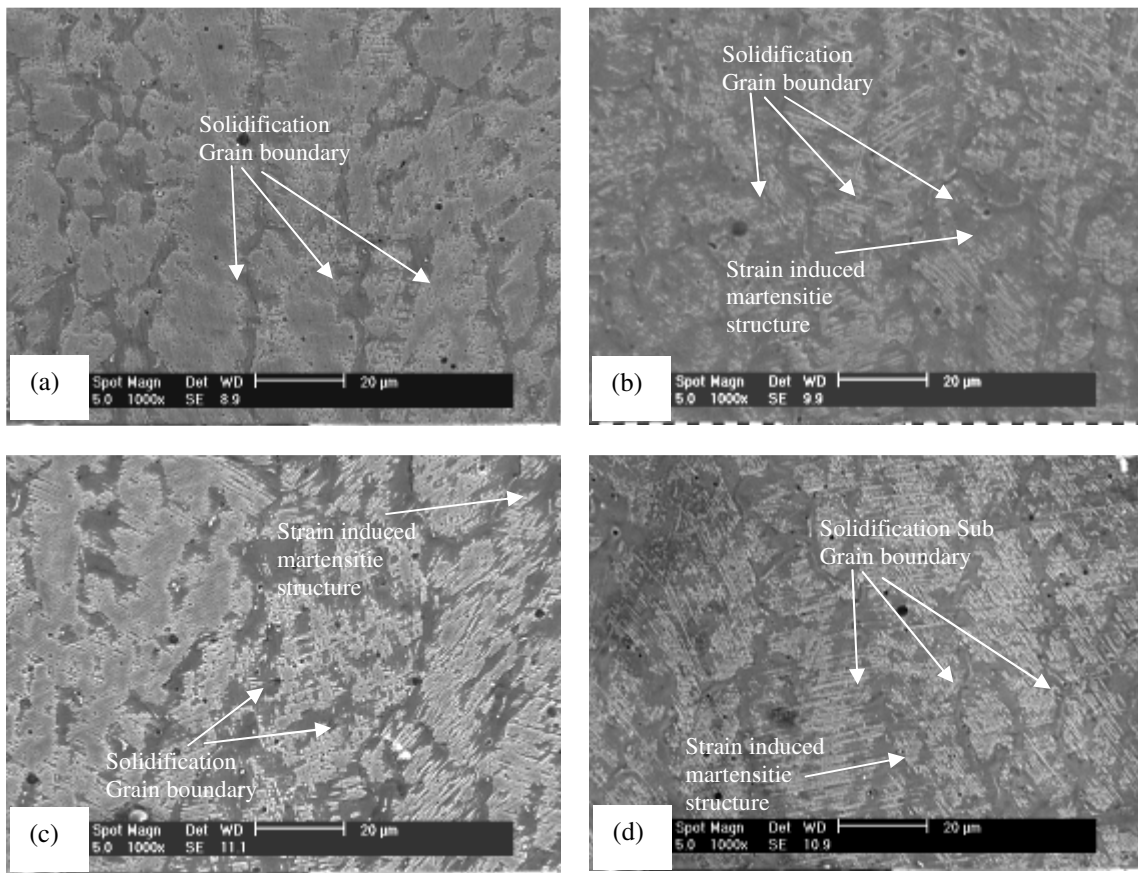 Solidification
Grain boundary
(a)
Spot Magn Det WD 20 µm
5.0 1000x SE 8.9
Solidification
Grain boundary
Strain induced
martensitie
structure
(b)
Spot Magn Det WD 20 µm
5.0 1000x SE 9.9
Strain induced
martensitie
structure
Solidification
Grain boundary
(c)
Spot Magn Det WD 20 µm
5.0 1000x SE 11.1
Solidification Sub
Grain boundary
Strain induced
martensitie
structure
(d)
Spot Magn Det WD 20 µm
5.0 1000x SE 10.9